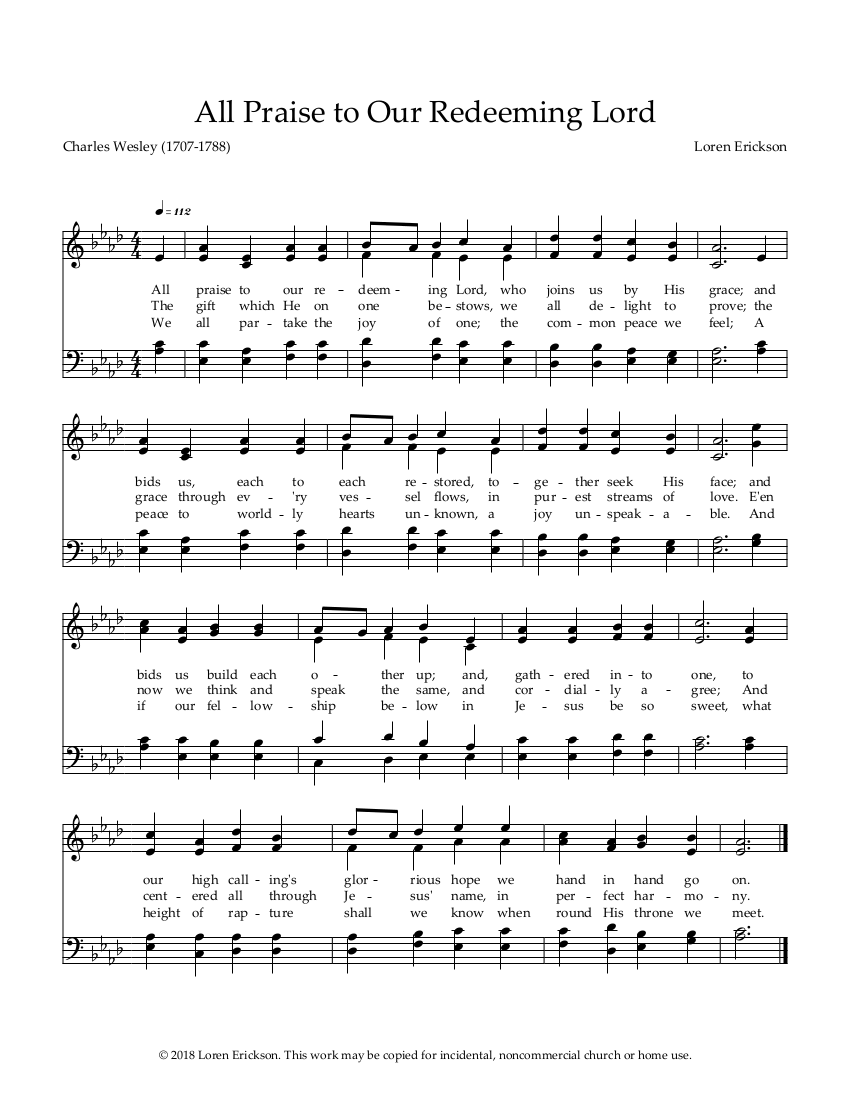 All Praise to Our Redeeming Lord
Charles Wesley (1707-1788)
Loren Erickson
= 112
All praise to our re - deem - ing Lord, who joins us by His grace; and
The gift which He on one be - stows, we all de - light to prove; the
We all par - take the joy of one; the com - mon peace we feel; A
bids us, each to each re - stored, to - ge - ther seek His face; and
grace through ev - 'ry ves - sel flows, in pur - est streams of love. E'en
peace to world - ly hearts un - known, a joy un - speak - a - ble. And
bids us build each o - ther up; and, gath - ered in - to one, to
now we think and speak the same, and cor - dial - ly a - gree; And
if our fel - low - ship be - low in Je - sus be so sweet, what
our high call - ing's glor - rious hope we hand in hand go on.
cent - ered all through Je - sus' name, in per - fect har - mo - ny.
height of rap - ture shall we know when round His throne we meet.
© 2018 Loren Erickson. This work may be copied for incidental, noncommercial church or home use.